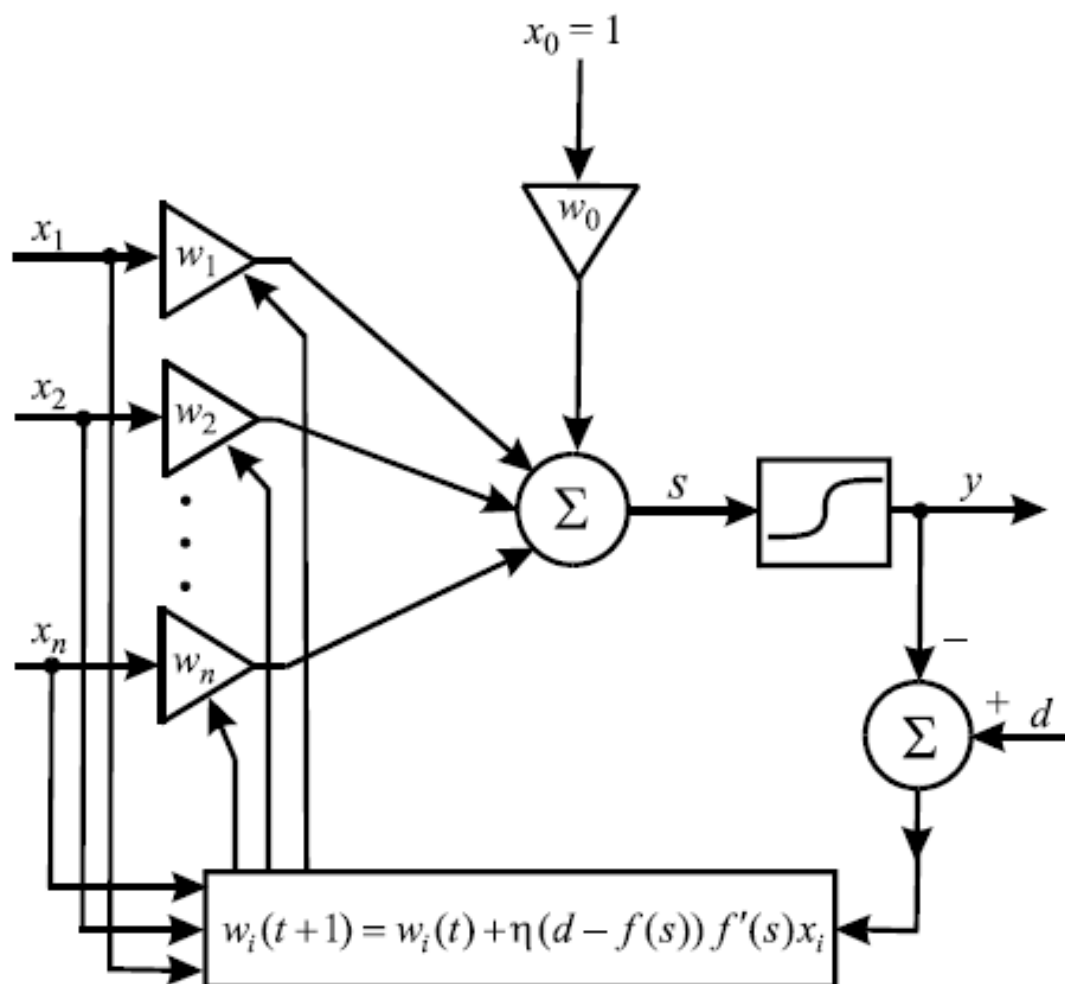 x₀ = 1
w₀
x₁
w₁
x₂
w₂
Σ
s
y
xₙ
wₙ
−
+
d
Σ
wᵢ(t+1) = wᵢ(t) + η(d − f(s)) f′(s)xᵢ